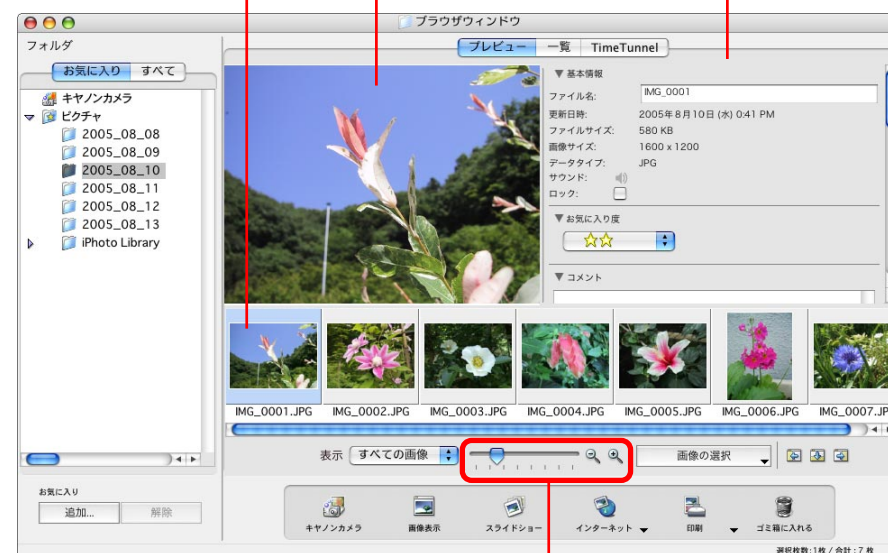 ブラウザウィンドウ
フォルダ
お気に入り すべて
キヤノンカメラ
ピクチャ
2005_08_08
2005_08_09
2005_08_10
2005_08_11
2005_08_12
2005_08_13
iPhoto Library
お気に入り
追加... 解除
プレビュー 一覧 TimeTunnel
▼ 基本情報
ファイル名: IMG_0001
更新日時: 2005年8月10日 (水) 0:41 PM
ファイルサイズ: 580 KB
画像サイズ: 1600 x 1200
データタイプ: JPG
サウンド:
ロック:
▼ お気に入り度
▼ コメント
IMG_0001.JPG IMG_0002.JPG IMG_0003.JPG IMG_0004.JPG IMG_0005.JPG IMG_0006.JPG IMG_0007.JP
表示 すべての画像 画像の選択
キヤノンカメラ 画像表示 スライドショー インターネット 印刷 ゴミ箱に入れる
選択枚数:1枚 / 合計:7 枚